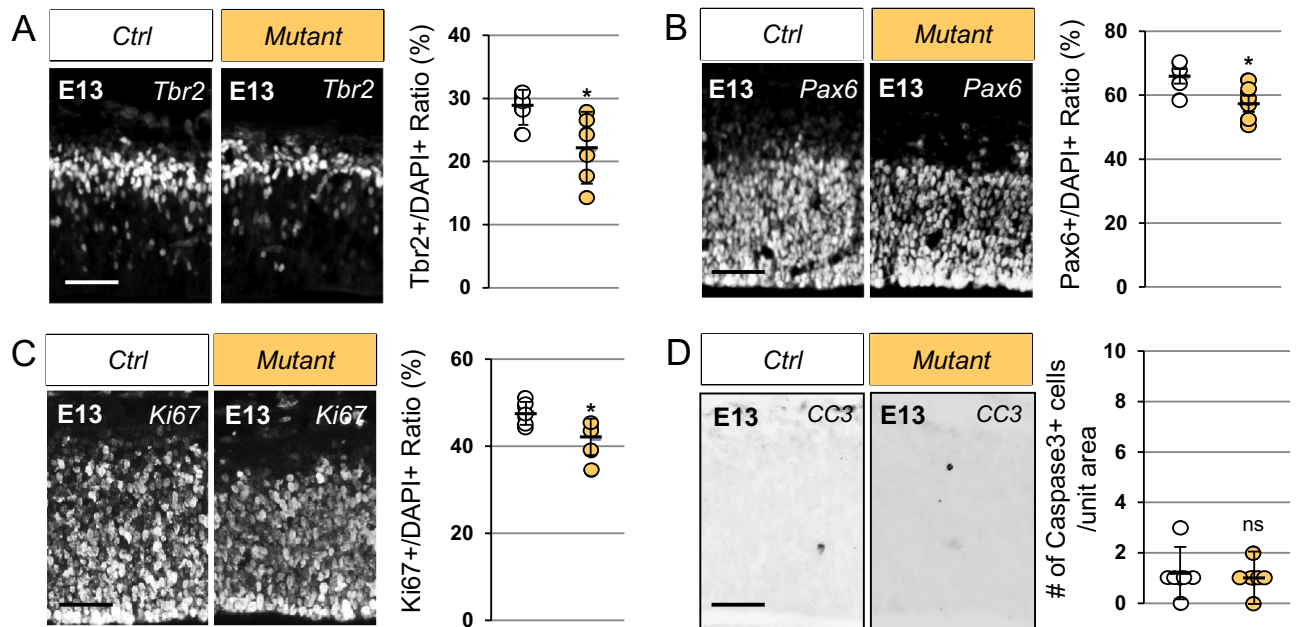 A
Ctrl
Mutant
E13
Tbr2
E13
Tbr2
Tbr2+/DAPI+ Ratio (%)
40
30
20
10
0
*
B
Ctrl
Mutant
E13
Pax6
E13
Pax6
Pax6+/DAPI+ Ratio (%)
80
60
40
20
0
*
C
Ctrl
Mutant
E13
Ki67
E13
Ki67
Ki67+/DAPI+ Ratio (%)
60
40
20
0
*
D
Ctrl
Mutant
E13
CC3
E13
CC3
# of Caspase3+ cells
/unit area
10
8
6
4
2
0
ns